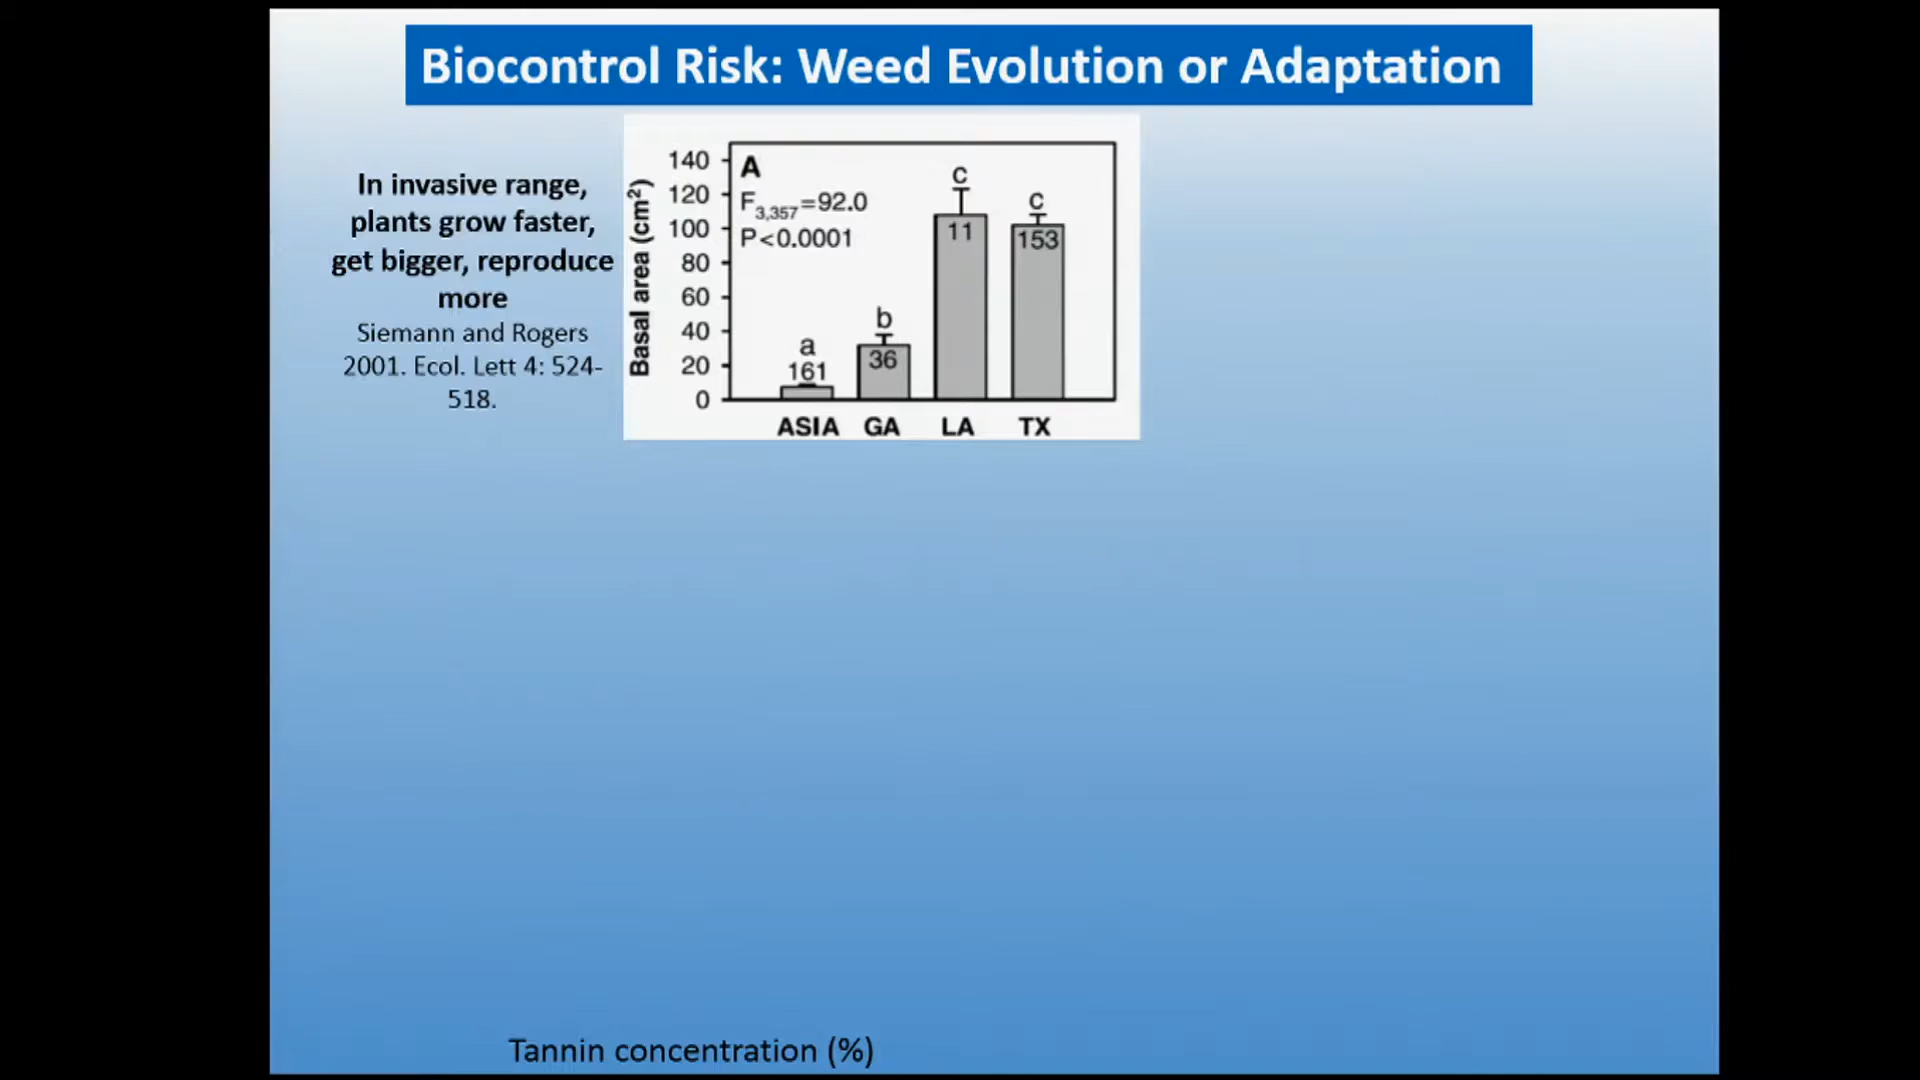 Biocontrol Risk: Weed Evolution or Adaptation
In invasive range,
plants grow faster,
get bigger, reproduce
more
Siemann and Rogers
2001. Ecol. Lett 4: 524-
518.
A
F3,357=92.0
P<0.0001
Basal area (cm²)
140
120
100
80
60
40
20
0
a
161
b
36
c
11
c
153
ASIA GA LA TX
Tannin concentration (%)